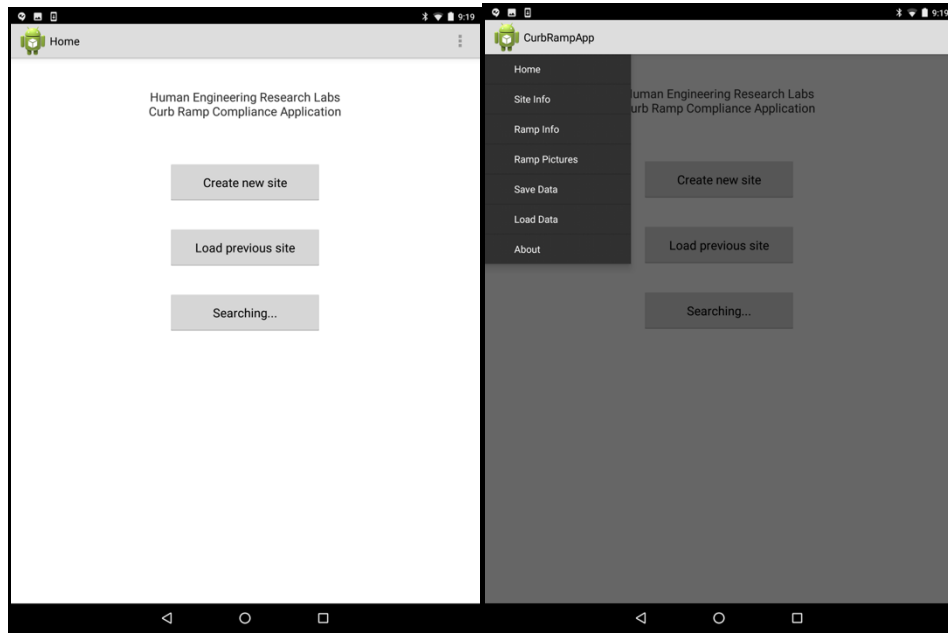 9:19
Home
Human Engineering Research Labs
Curb Ramp Compliance Application
Create new site
Load previous site
Searching...
9:19
CurbRampApp
Home
Site Info
Ramp Info
Ramp Pictures
Save Data
Load Data
About
uman Engineering Research Labs
urb Ramp Compliance Application
Create new site
Load previous site
Searching...